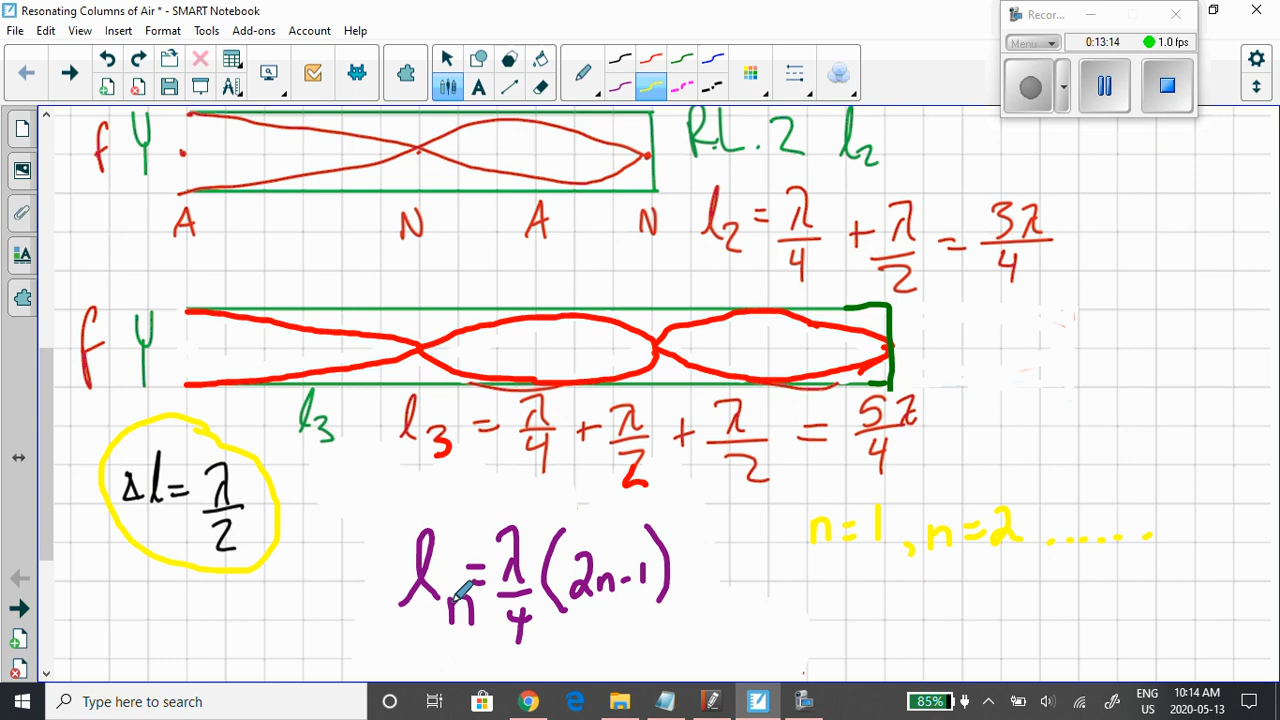 Resonating Columns of Air * - SMART Notebook
File Edit View Insert Format Tools Add-ons Account Help
Recor...
Menu 0:13:14 1.0 fps
f R.L. 2 l₂
A N A N
l₂ = λ/4 + λ/2 = 3λ/4
f
l₃ l₃ = λ/4 + λ/2 + λ/2 = 5λ/4
Δl = λ/2
n=1, n=2 ......
lₙ = λ/4 (2n-1)
Type here to search
85% ENG 10:14 AM
INTL 2020-05-13